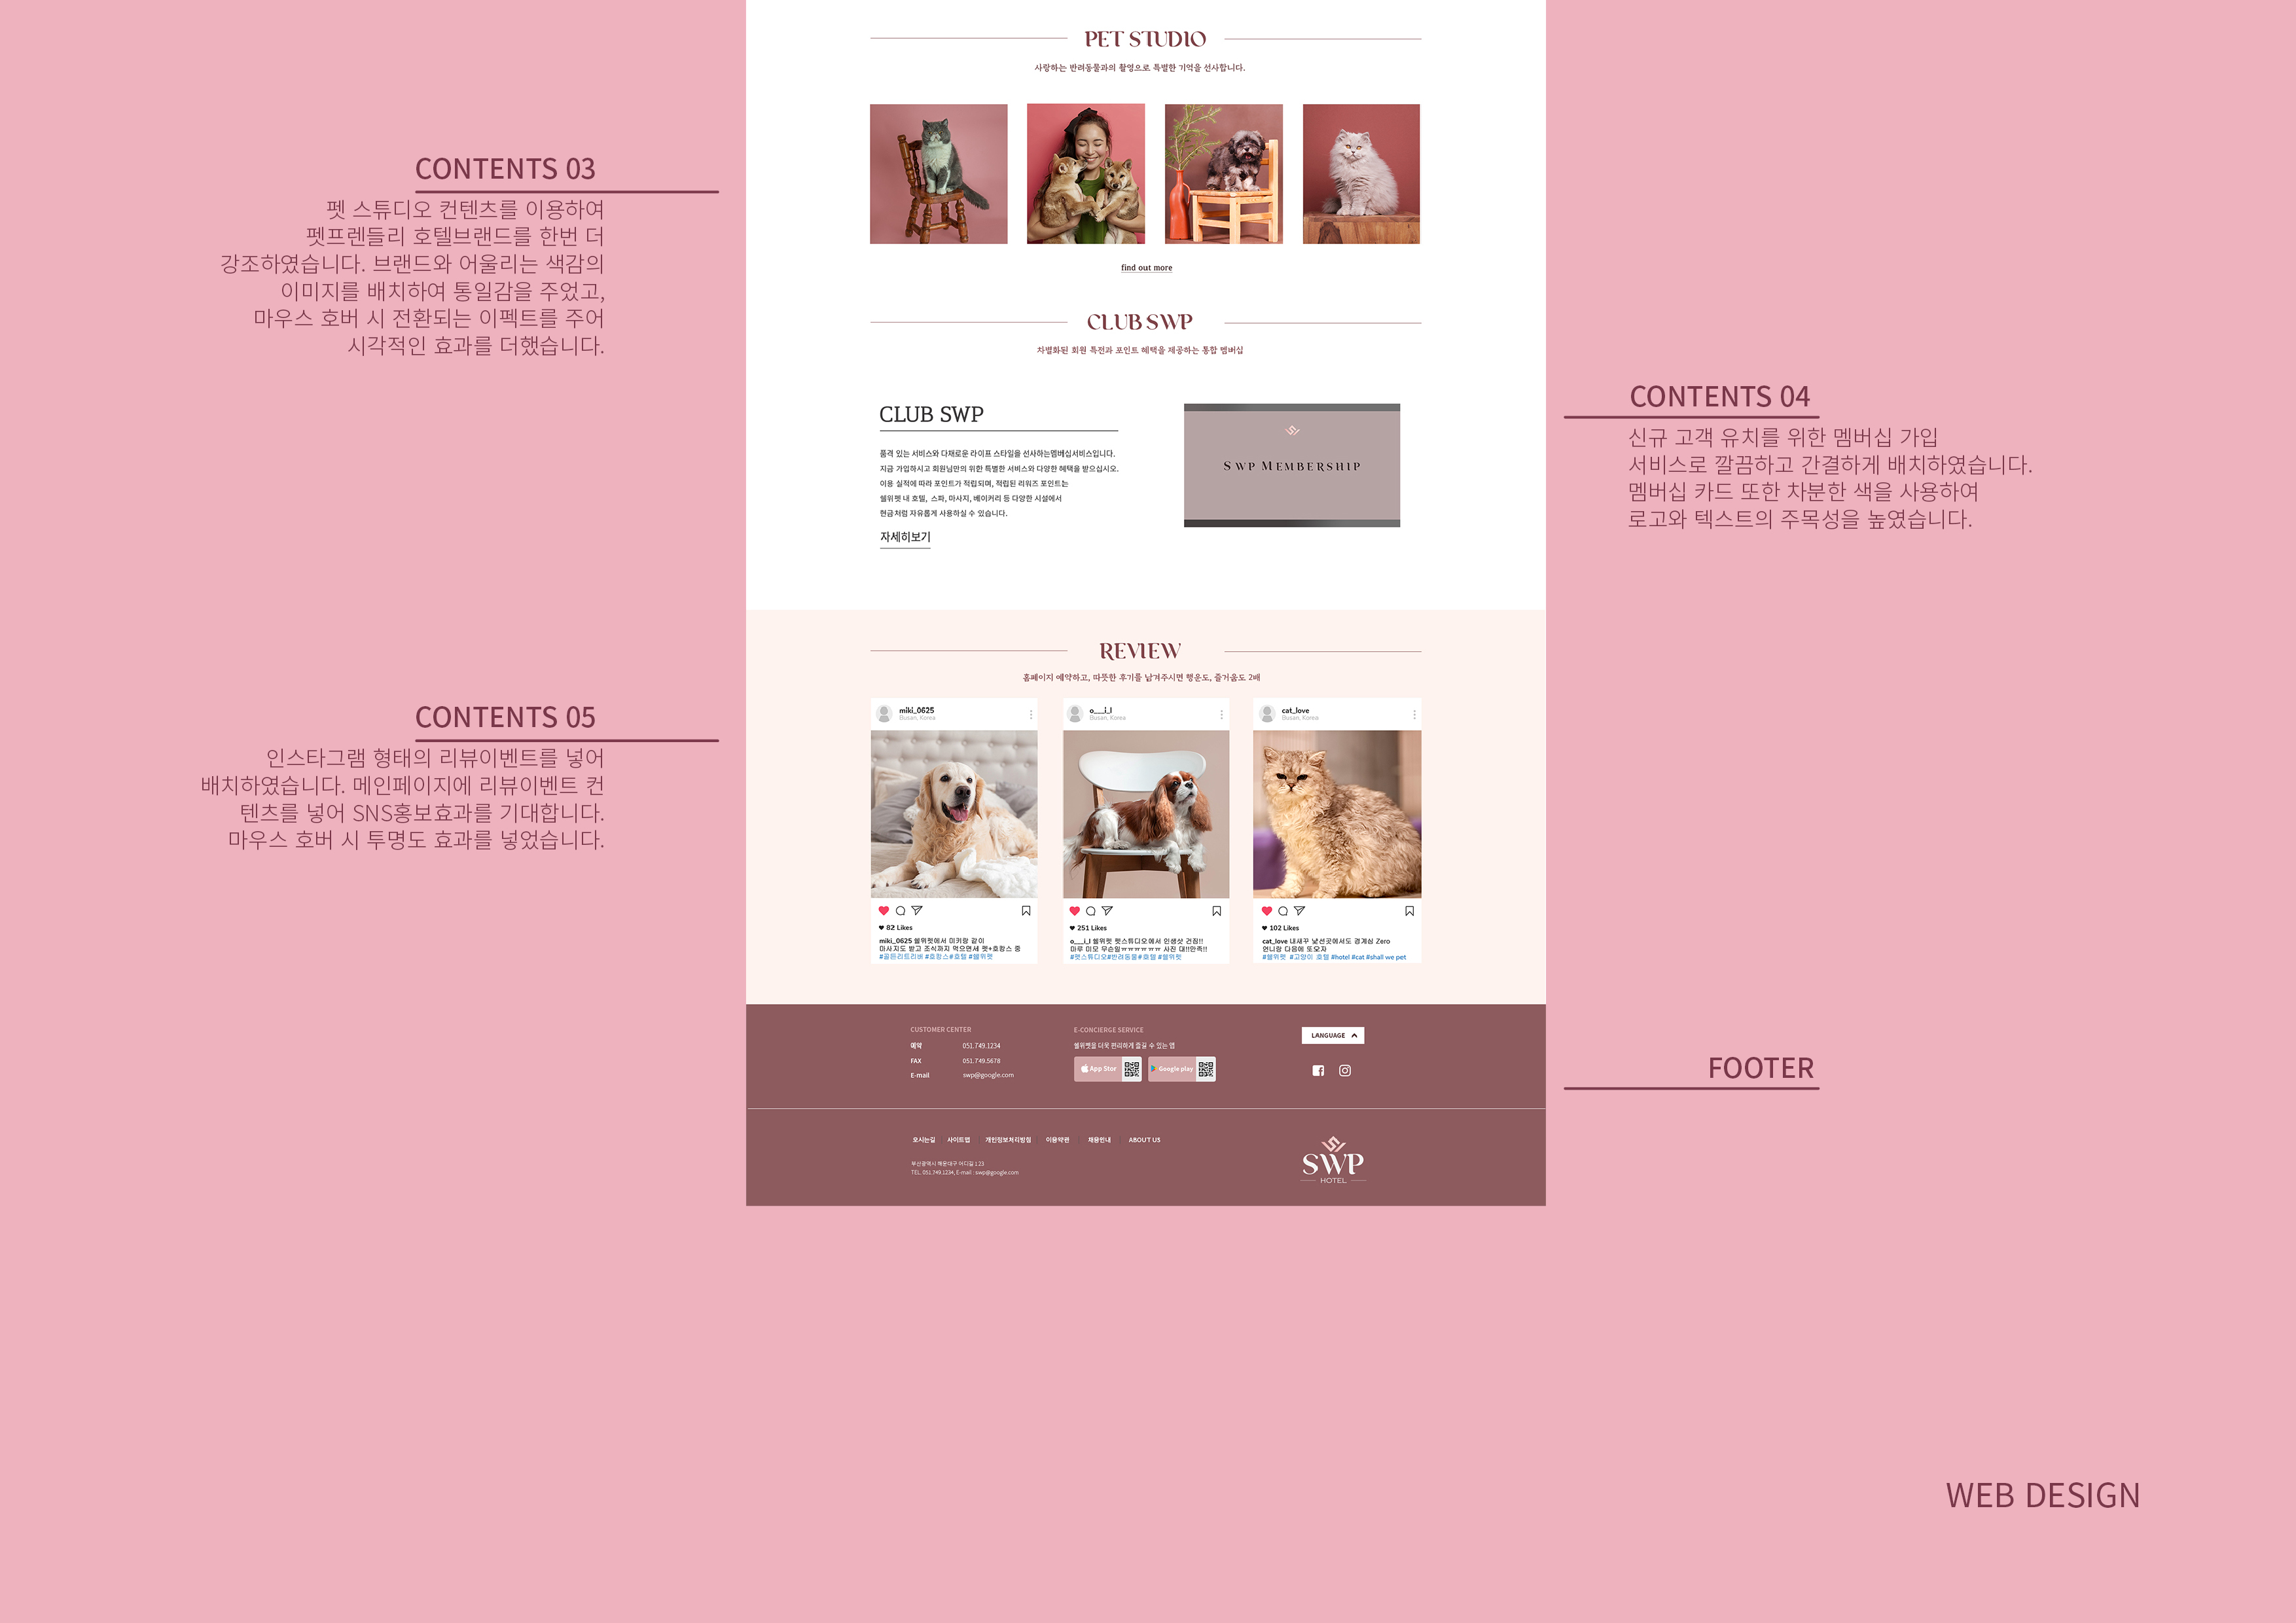 PET STUDIO
사랑하는 반려동물과의 촬영으로 특별한 기억을 선사합니다.
CONTENTS 03
펫 스튜디오 컨텐츠를 이용하여
펫프렌들리 호텔브랜드를 한번 더
강조하였습니다. 브랜드와 어울리는 색감의
이미지를 배치하여 통일감을 주었고,
마우스 호버 시 전환되는 이펙트를 주어
시각적인 효과를 더했습니다.
find out more
CLUB SWP
차별화된 회원 특전과 포인트 혜택을 제공하는 통합 멤버십
CLUB SWP
품격 있는 서비스와 다채로운 라이프 스타일을 선사하는멤버십서비스입니다.
지금 가입하시고 회원님만의 위한 특별한 서비스와 다양한 혜택을 받으십시오.
이용 실적에 따라 포인트가 적립되며, 적립된 리워즈 포인트는
쉘위펫 내 호텔, 스파, 마사지, 베이커리 등 다양한 시설에서
현금처럼 자유롭게 사용하실 수 있습니다.
자세히보기
SWP MEMBERSHIP
CONTENTS 04
신규 고객 유치를 위한 멤버십 가입
서비스로 깔끔하고 간결하게 배치하였습니다.
멤버십 카드 또한 차분한 색을 사용하여
로고와 텍스트의 주목성을 높였습니다.
REVIEW
홈페이지 예약하고, 따뜻한 후기를 남겨주시면 행운도, 즐거움도 2배
CONTENTS 05
인스타그램 형태의 리뷰이벤트를 넣어
배치하였습니다. 메인페이지에 리뷰이벤트 컨
텐츠를 넣어 SNS홍보효과를 기대합니다.
마우스 호버 시 투명도 효과를 넣었습니다.
miki_0625
Busan, Korea
82 Likes
miki_0625 쉘위펫에서 미키랑 같이
마사지도 받고 조식까지 먹으면세 펫+호캉스 중
#골든리트리버 #호캉스#호텔 #쉘위펫
o___i_l
Busan, Korea
251 Likes
o___i_l 쉘위펫 펫스튜디오에서 인생샷 건짐!!
마루 미모 무슨일ㅠㅠㅠㅠㅠㅠ 사진 대!!만족!!
#펫스튜디오#반려동물#호텔 #쉘위펫
cat_love
Busan, Korea
102 Likes
cat_love 내새꾸 낯선곳에서도 경계심 Zero
언니랑 다음에 또오자
#쉘위펫 #고양이 호텔 #hotel #cat #shall we pet
CUSTOMER CENTER
예약 051.749.1234
FAX 051.749.5678
E-mail swp@google.com
E-CONCIERGE SERVICE
쉘위펫을 더욱 편리하게 즐길 수 있는 앱
App Stor
Google play
LANGUAGE
FOOTER
오시는길 사이트맵 개인정보처리방침 이용약관 채용안내 ABOUT US
부산광역시 해운대구 어디길 123
TEL. 051.749.1234, E-mail : swp@google.com
SWP
HOTEL
WEB DESIGN